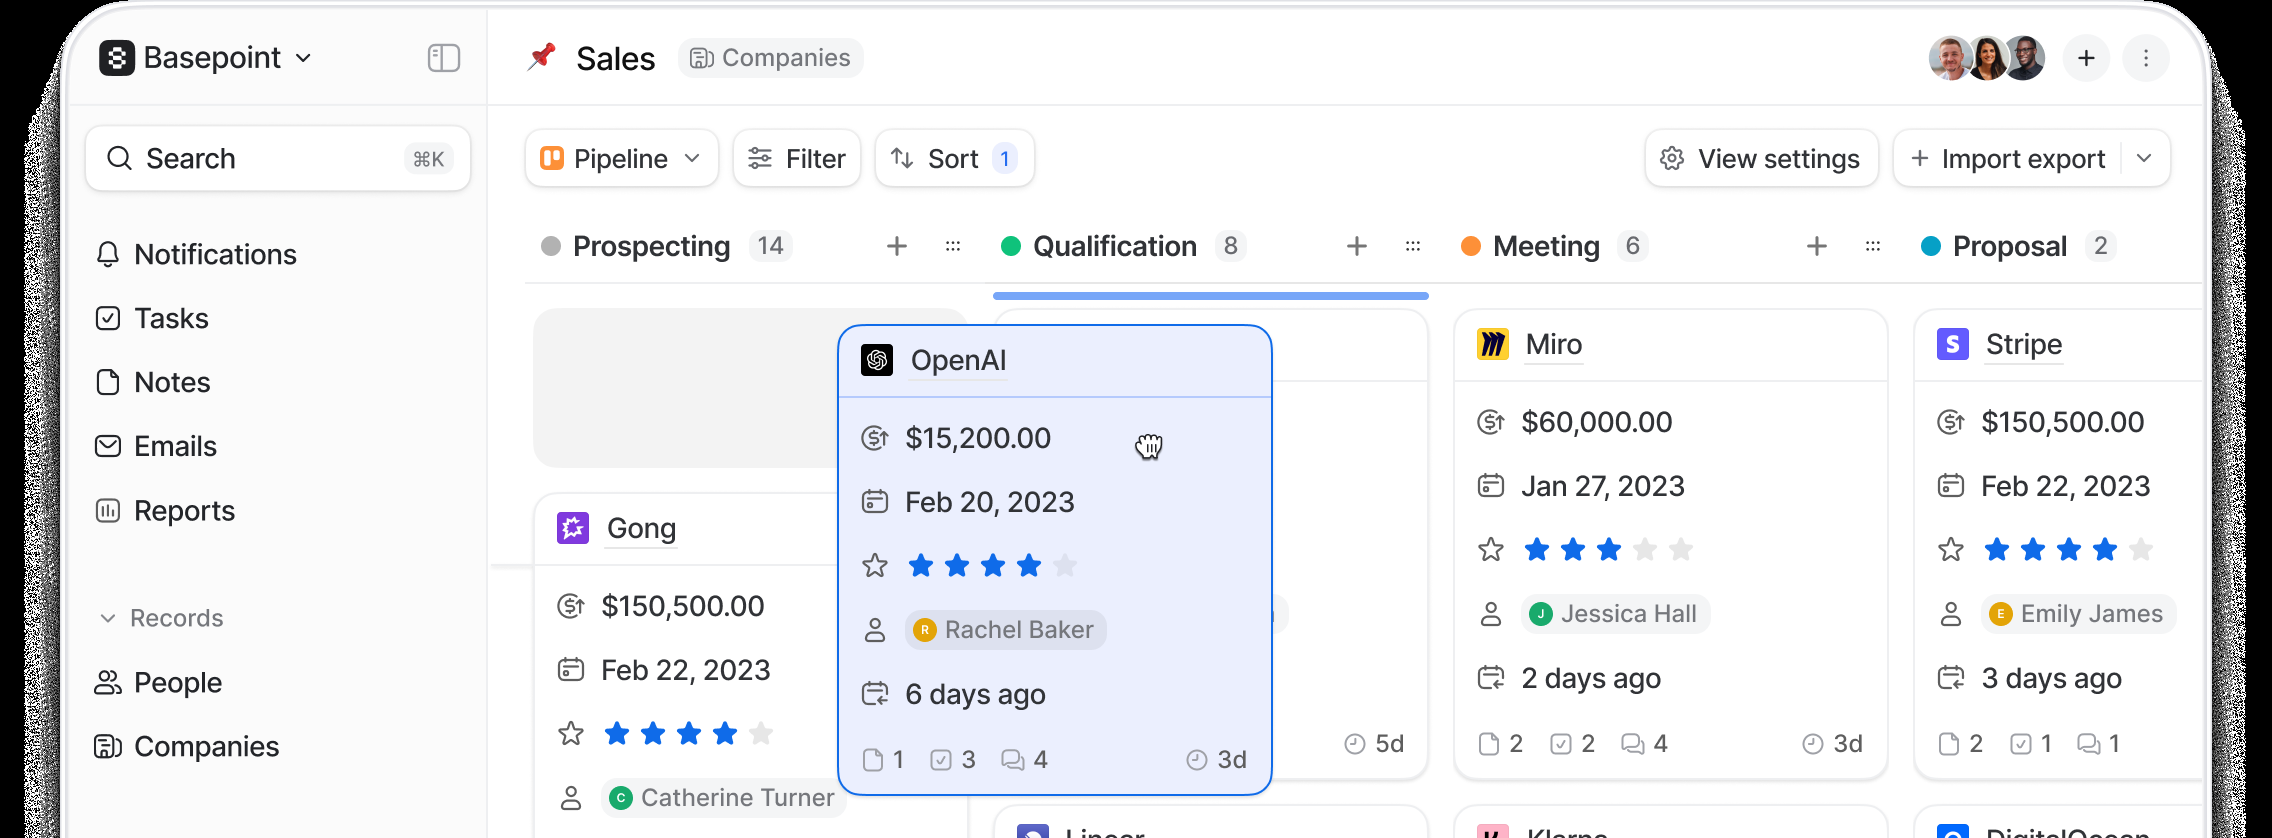 Basepoint
Sales
Companies
Search
⌘K
Pipeline
Filter
Sort 1
View settings
Import export
Notifications
Tasks
Notes
Emails
Reports
Records
People
Companies
Prospecting 14
Qualification 8
Meeting 6
Proposal 2
Gong
$150,500.00
Feb 22, 2023
C Catherine Turner
OpenAI
$15,200.00
Feb 20, 2023
R Rachel Baker
6 days ago
1 3 4 3d
5d
Linear
Miro
$60,000.00
Jan 27, 2023
J Jessica Hall
2 days ago
2 2 4 3d
Klarna
S Stripe
$150,500.00
Feb 22, 2023
E Emily James
3 days ago
2 1 1
DigitalOcean